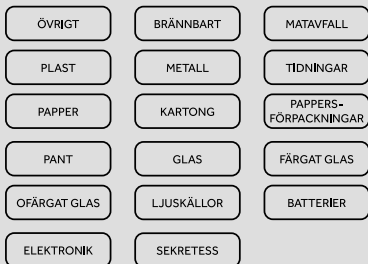 ÖVRIGT
BRÄNNBART
MATAVFALL
PLAST
METALL
TIDNINGAR
PAPPER
KARTONG
PAPPERS-
FÖRPACKNINGAR
PANT
GLAS
FÄRGAT GLAS
OFÄRGAT GLAS
LJUSKÄLLOR
BATTERIER
ELEKTRONIK
SEKRETESS